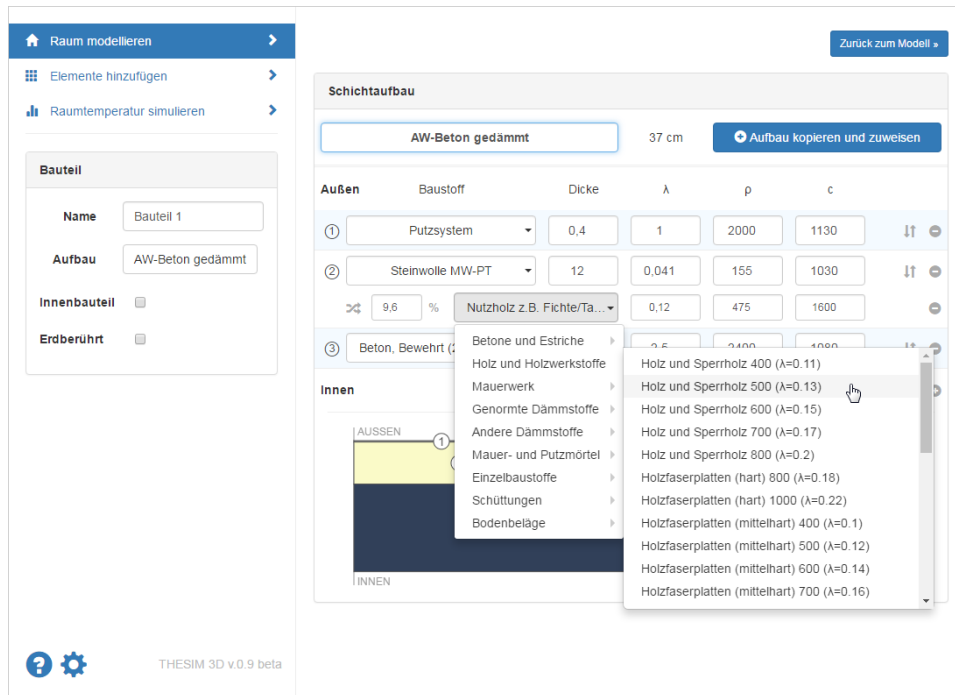 Raum modellieren
Elemente hinzufügen
Raumtemperatur simulieren
Bauteil
Name Bauteil 1
Aufbau AW-Beton gedämmt
Innenbauteil
Erdberührt
THESIM 3D v.0.9 beta
Zurück zum Modell »
Schichtaufbau
AW-Beton gedämmt 37 cm Aufbau kopieren und zuweisen
Außen Baustoff Dicke λ ρ c
1 Putzsystem 0,4 1 2000 1130
2 Steinwolle MW-PT 12 0,041 155 1030
9,6 % Nutzholz z.B. Fichte/Ta... 0,12 475 1600
3 Beton, Bewehrt (2
Innen
AUSSEN
1
INNEN
Betone und Estriche
Holz und Holzwerkstoffe
Mauerwerk
Genormte Dämmstoffe
Andere Dämmstoffe
Mauer- und Putzmörtel
Einzelbaustoffe
Schüttungen
Bodenbeläge
Holz und Sperrholz 400 (λ=0.11)
Holz und Sperrholz 500 (λ=0.13)
Holz und Sperrholz 600 (λ=0.15)
Holz und Sperrholz 700 (λ=0.17)
Holz und Sperrholz 800 (λ=0.2)
Holzfaserplatten (hart) 800 (λ=0.18)
Holzfaserplatten (hart) 1000 (λ=0.22)
Holzfaserplatten (mittelhart) 400 (λ=0.1)
Holzfaserplatten (mittelhart) 500 (λ=0.12)
Holzfaserplatten (mittelhart) 600 (λ=0.14)
Holzfaserplatten (mittelhart) 700 (λ=0.16)